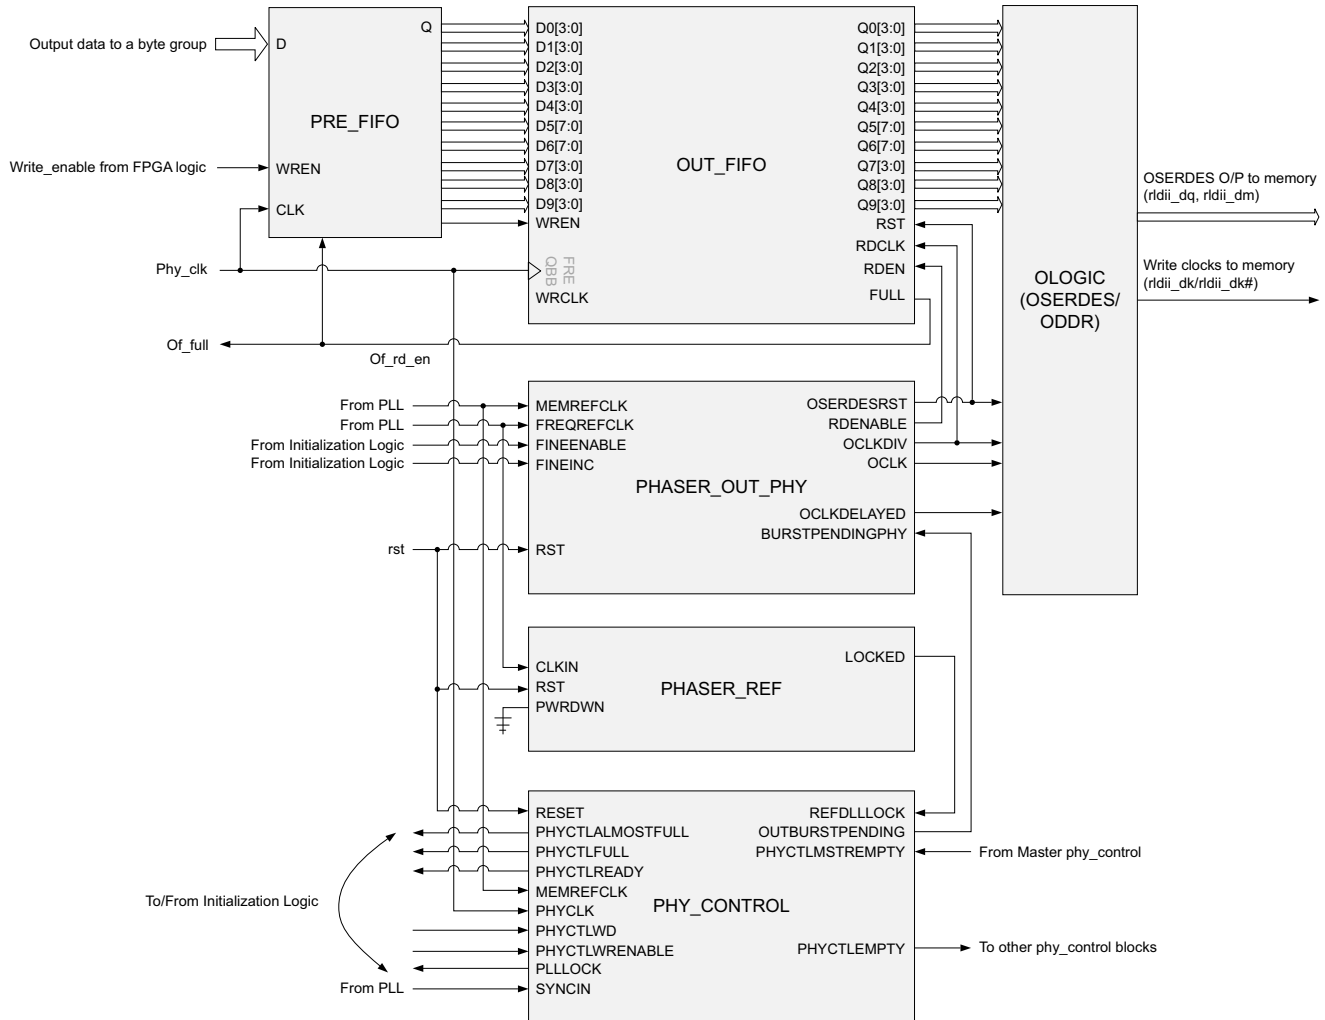 Output data to a byte group
D
Q
PRE_FIFO
Write_enable from FPGA logic
WREN
CLK
Phy_clk
Of_full
Of_rd_en
D0[3:0]
D1[3:0]
D2[3:0]
D3[3:0]
D4[3:0]
D5[7:0]
D6[7:0]
D7[3:0]
D8[3:0]
D9[3:0]
WREN
FRE
QBB
WRCLK
OUT_FIFO
Q0[3:0]
Q1[3:0]
Q2[3:0]
Q3[3:0]
Q4[3:0]
Q5[7:0]
Q6[7:0]
Q7[3:0]
Q8[3:0]
Q9[3:0]
RST
RDCLK
RDEN
FULL
OLOGIC
(OSERDES/
ODDR)
OSERDES O/P to memory
(rldii_dq, rldii_dm)
Write clocks to memory
(rldii_dk/rldii_dk#)
From PLL
From PLL
From Initialization Logic
From Initialization Logic
rst
MEMREFCLK
FREQREFCLK
FINEENABLE
FINEINC
RST
PHASER_OUT_PHY
OSERDESRST
RDENABLE
OCLKDIV
OCLK
OCLKDELAYED
BURSTPENDINGPHY
CLKIN
RST
PWRDWN
PHASER_REF
LOCKED
RESET
PHYCTLALMOSTFULL
PHYCTLFULL
PHYCTLREADY
MEMREFCLK
PHYCLK
PHYCTLWD
PHYCTLWRENABLE
PLLLOCK
SYNCIN
To/From Initialization Logic
From PLL
PHY_CONTROL
REFDLLLOCK
OUTBURSTPENDING
PHYCTLMSTREMPTY
PHYCTLEMPTY
From Master phy_control
To other phy_control blocks